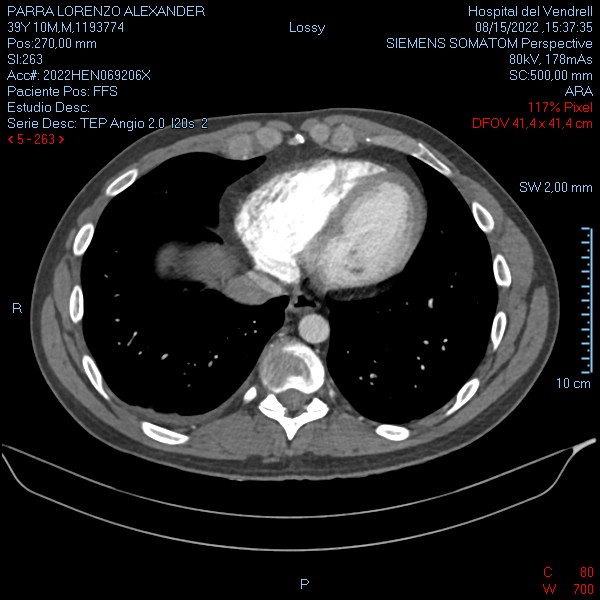 PARRA LORENZO ALEXANDER
39Y 10M,M,1193774
Pos:270,00 mm
SI:263
Acc#: 2022HEN069206X
Paciente Pos: FFS
Estudio Desc:
Serie Desc: TEP Angio 2.0 I20s 2
< 5 - 263 >
Lossy
Hospital del Vendrell
08/15/2022 ,15:37:35
SIEMENS SOMATOM Perspective
80kV, 178mAs
SC:500,00 mm
ARA
117% Pixel
DFOV 41,4 x 41,4 cm
SW 2,00 mm
R
10 cm
P
C 80
W 700